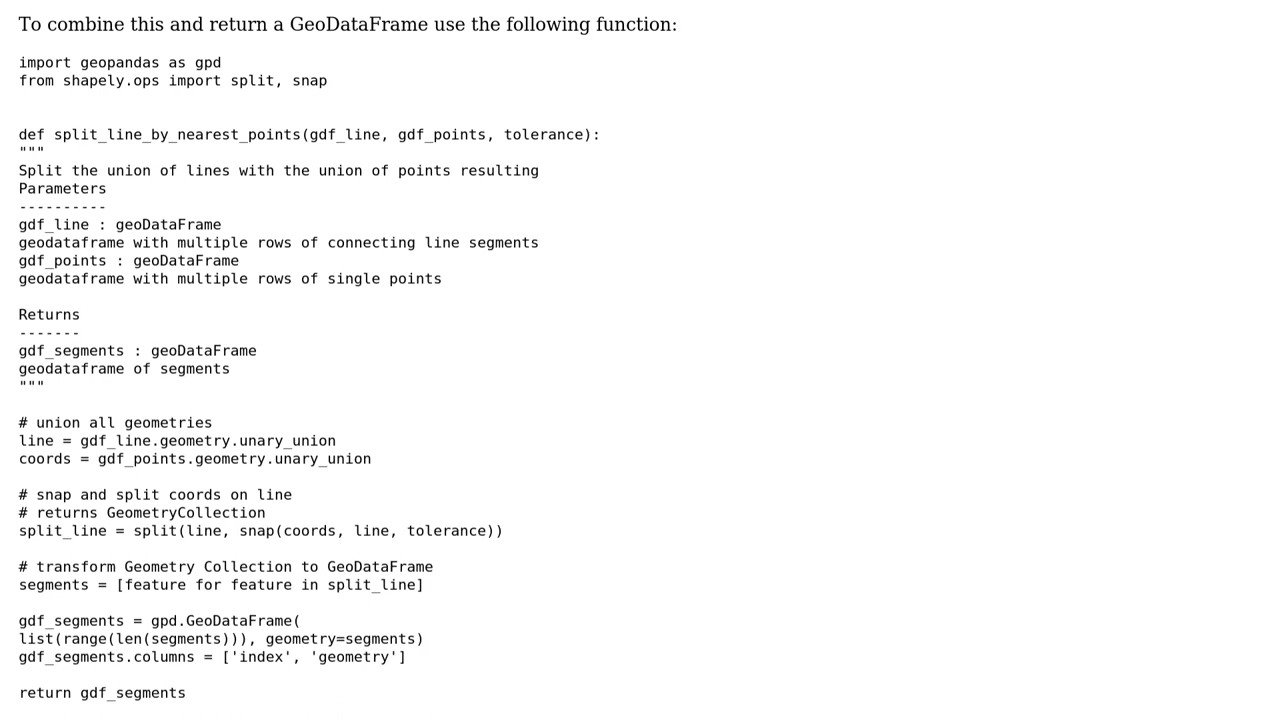 To combine this and return a GeoDataFrame use the following function:
import geopandas as gpd
from shapely.ops import split, snap
def split_line_by_nearest_points(gdf_line, gdf_points, tolerance):
"""
Split the union of lines with the union of points resulting
Parameters
----------
gdf_line : geoDataFrame
geodataframe with multiple rows of connecting line segments
gdf_points : geoDataFrame
geodataframe with multiple rows of single points
Returns
-------
gdf_segments : geoDataFrame
geodataframe of segments
"""
# union all geometries
line = gdf_line.geometry.unary_union
coords = gdf_points.geometry.unary_union
# snap and split coords on line
# returns GeometryCollection
split_line = split(line, snap(coords, line, tolerance))
# transform Geometry Collection to GeoDataFrame
segments = [feature for feature in split_line]
gdf_segments = gpd.GeoDataFrame(
list(range(len(segments))), geometry=segments)
gdf_segments.columns = ['index', 'geometry']
return gdf_segments